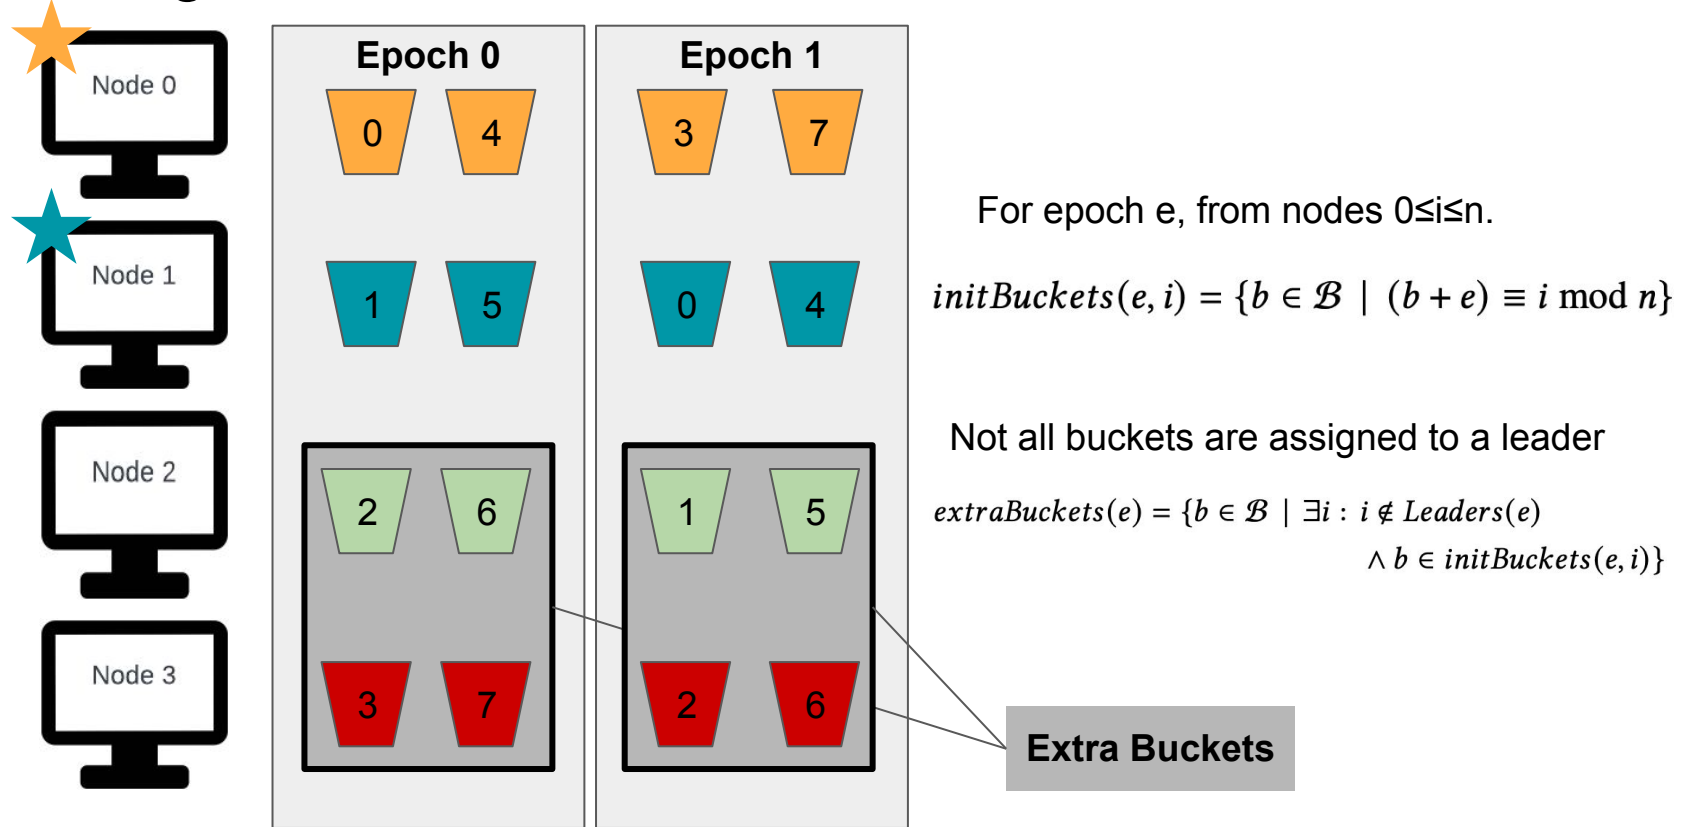 Node 0
Node 1
Node 2
Node 3
Epoch 0
0 4
1 5
2 6
3 7
Epoch 1
3 7
0 4
1 5
2 6
For epoch e, from nodes 0≤i≤n.
initBuckets(e, i) = {b ∈ ℬ | (b + e) ≡ i mod n}
Not all buckets are assigned to a leader
extraBuckets(e) = {b ∈ ℬ | ∃i : i ∉ Leaders(e)
∧ b ∈ initBuckets(e, i)}
Extra Buckets